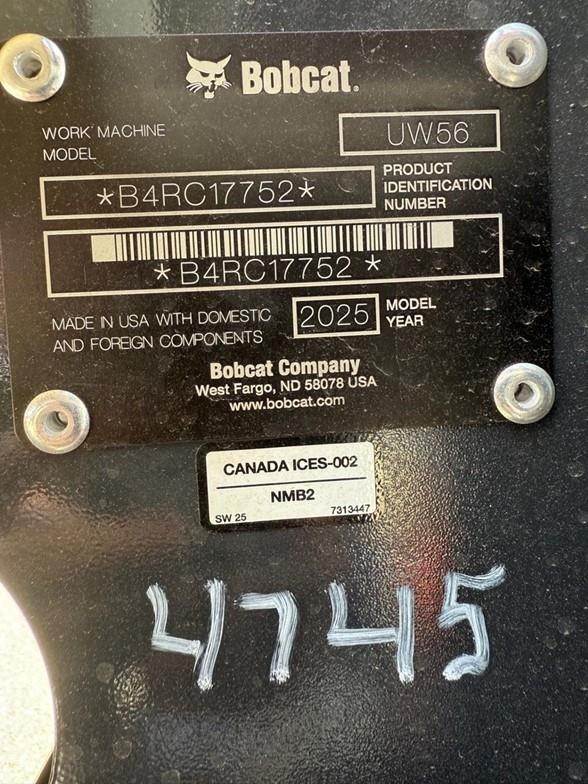 Bobcat.
WORK MACHINE
MODEL
UW56
*B4RC17752*
PRODUCT
IDENTIFICATION
NUMBER
*B4RC17752*
MADE IN USA WITH DOMESTIC
AND FOREIGN COMPONENTS
2025
MODEL
YEAR
Bobcat Company
West Fargo, ND 58078 USA
www.bobcat.com
CANADA ICES-002
NMB2
SW 25 7313447
4745